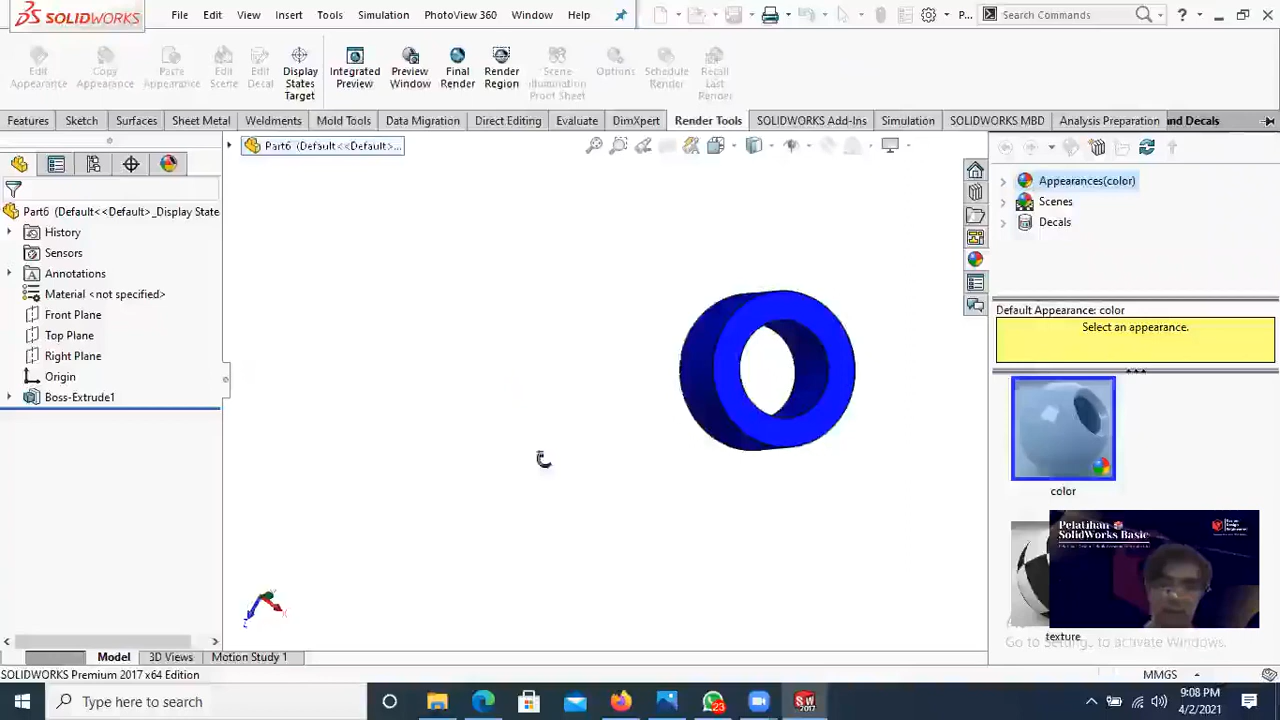 SOLIDWORKS File Edit View Insert Tools Simulation PhotoView 360 Window Help P... Search Commands ?
Edit Appearance Copy Appearance Paste Appearance Edit Scene Edit Decal Display States Target Integrated Preview Preview Window Final Render Render Region Scene Illumination Proof Sheet Options Schedule Render Recall Last Render
Features Sketch Surfaces Sheet Metal Weldments Mold Tools Data Migration Direct Editing Evaluate DimXpert Render Tools SOLIDWORKS Add-Ins Simulation SOLIDWORKS MBD Analysis Preparation and Decals
Part6 (Default<<Default>...
Part6 (Default<<Default>_Display State
History
Sensors
Annotations
Material <not specified>
Front Plane
Top Plane
Right Plane
Origin
Boss-Extrude1
Appearances(color)
Scenes
Decals
Default Appearance: color
Select an appearance.
color
Pelatihan
SolidWorks Basic
texture
Go to Settings to activate Windows.
Z
X
Model 3D Views Motion Study 1
SOLIDWORKS Premium 2017 x64 Edition
MMGS
Type here to search
23
SW
2017
9:08 PM
4/2/2021